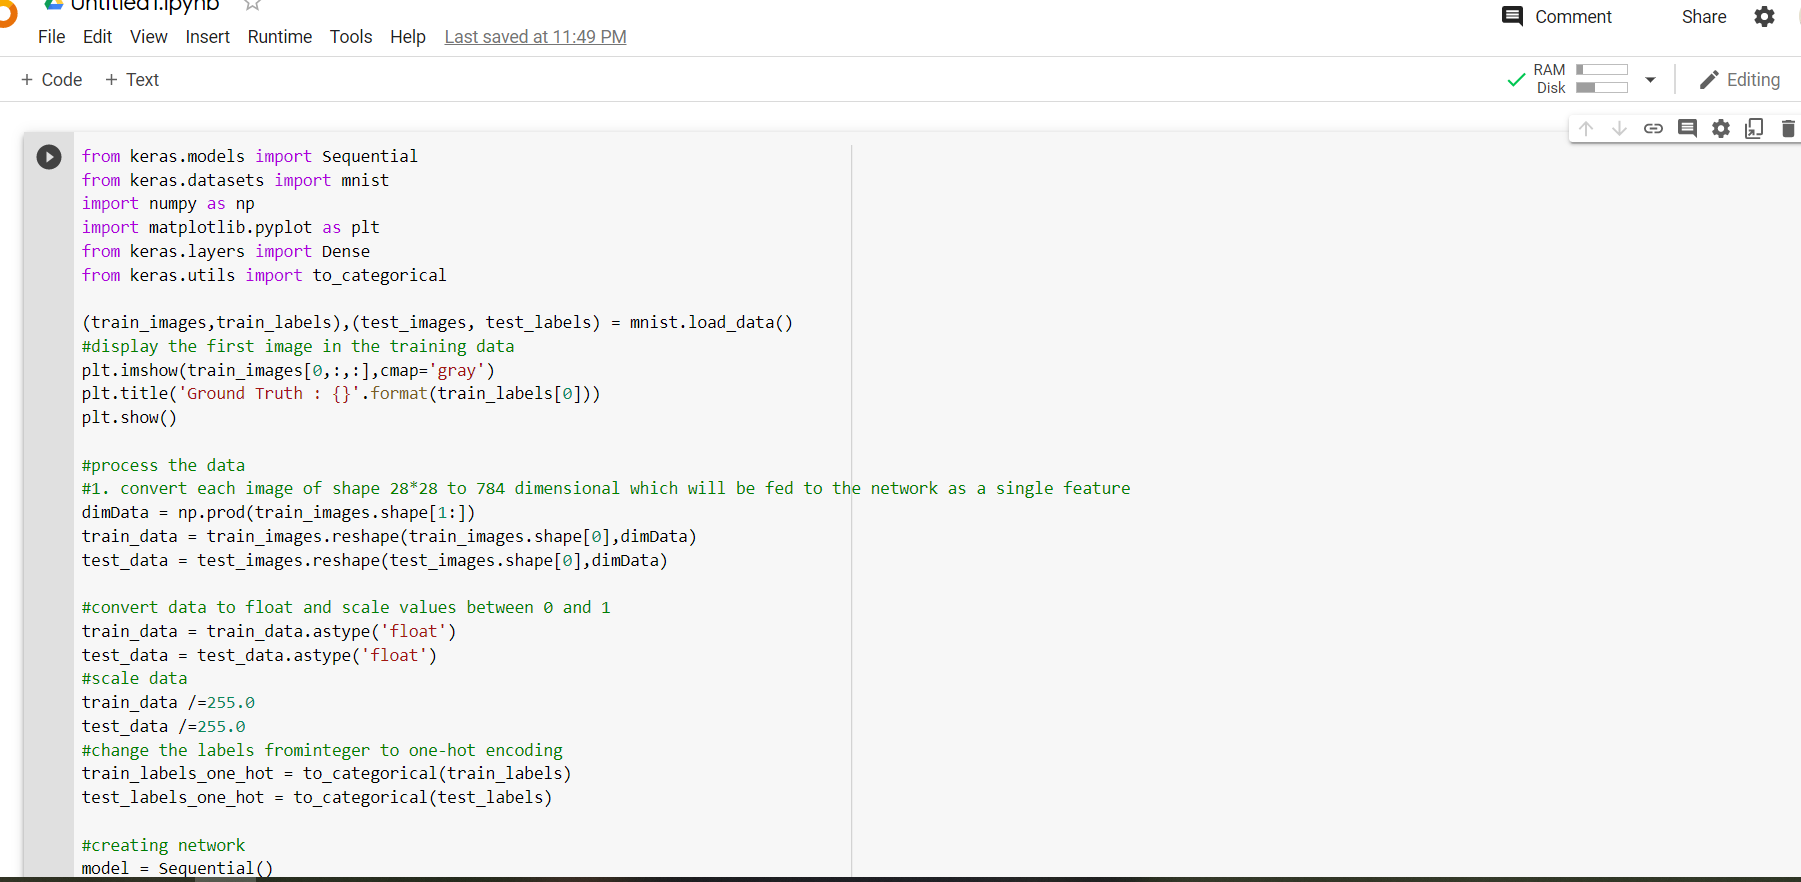 Untitled1.ipynb
Comment Share
File Edit View Insert Runtime Tools Help Last saved at 11:49 PM
+ Code + Text
RAM
Disk
Editing
from keras.models import Sequential
from keras.datasets import mnist
import numpy as np
import matplotlib.pyplot as plt
from keras.layers import Dense
from keras.utils import to_categorical
(train_images,train_labels),(test_images, test_labels) = mnist.load_data()
#display the first image in the training data
plt.imshow(train_images[0,:,:],cmap='gray')
plt.title('Ground Truth : {}'.format(train_labels[0]))
plt.show()
#process the data
#1. convert each image of shape 28*28 to 784 dimensional which will be fed to the network as a single feature
dimData = np.prod(train_images.shape[1:])
train_data = train_images.reshape(train_images.shape[0],dimData)
test_data = test_images.reshape(test_images.shape[0],dimData)
#convert data to float and scale values between 0 and 1
train_data = train_data.astype('float')
test_data = test_data.astype('float')
#scale data
train_data /=255.0
test_data /=255.0
#change the labels frominteger to one-hot encoding
train_labels_one_hot = to_categorical(train_labels)
test_labels_one_hot = to_categorical(test_labels)
#creating network
model = Sequential()